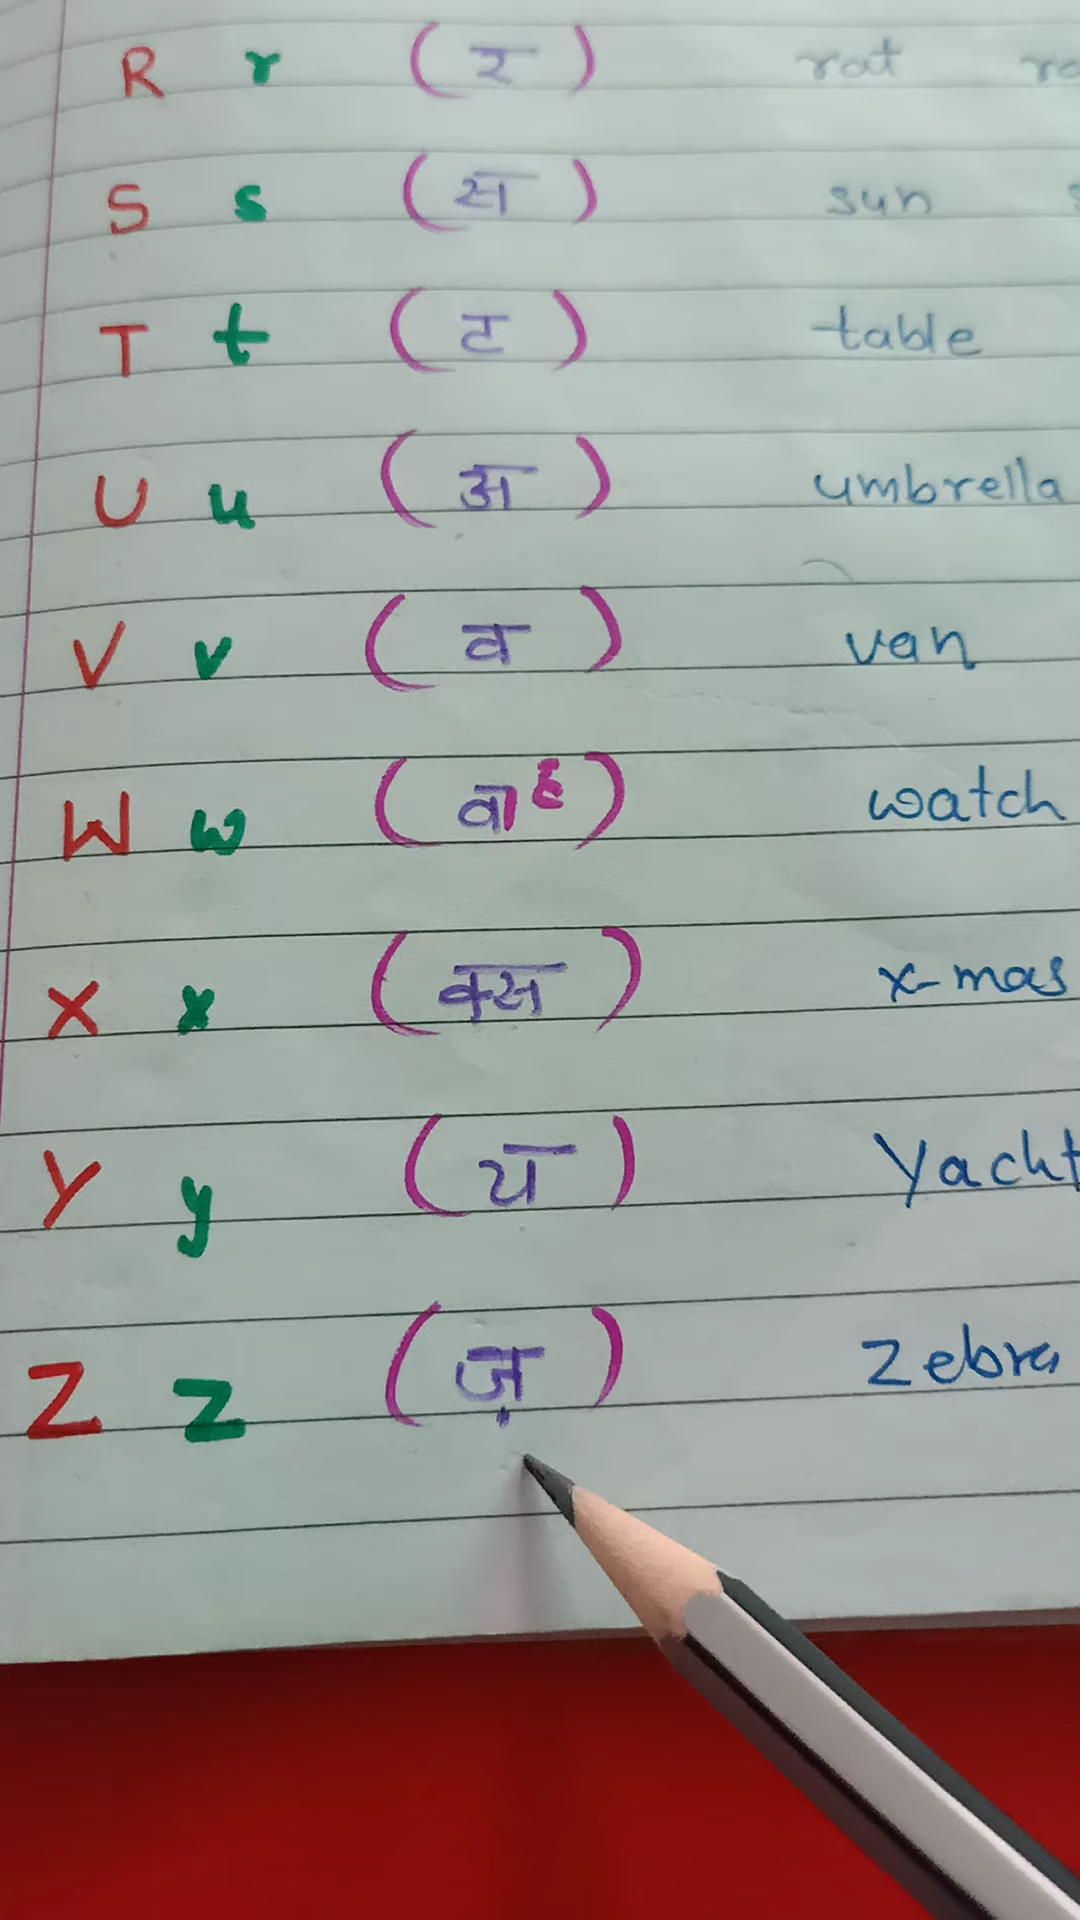 R r (र) rat
S s (स) sun
T t (ट) table
U u (अ) umbrella
V v (व) van
W w (वाह) watch
X x (क्स) x-mas
Y y (य) Yacht
Z z (ज़) Zebra